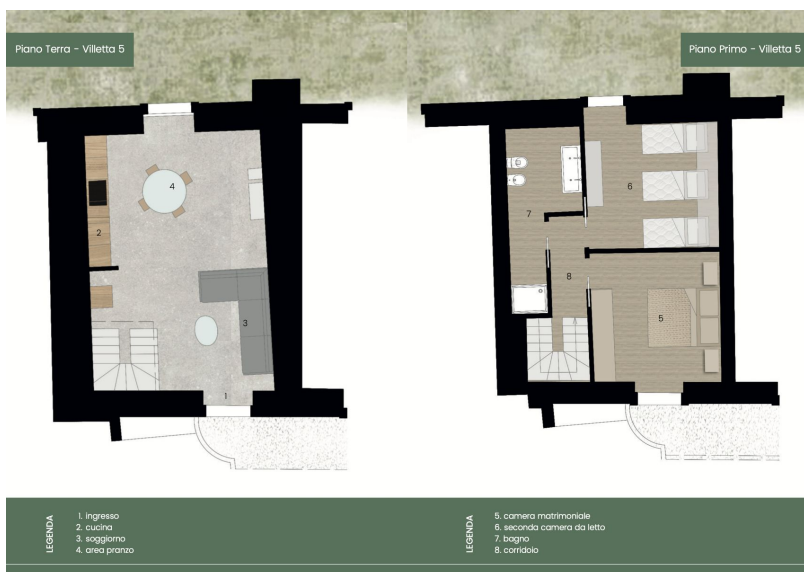 Piano Terra - Villetta 5
Piano Primo - Villetta 5
4
2
3
1
6
7
8
5
LEGENDA
1. ingresso
2. cucina
3. soggiorno
4. area pranzo
LEGENDA
5. camera matrimoniale
6. seconda camera da letto
7. bagno
8. corridoio